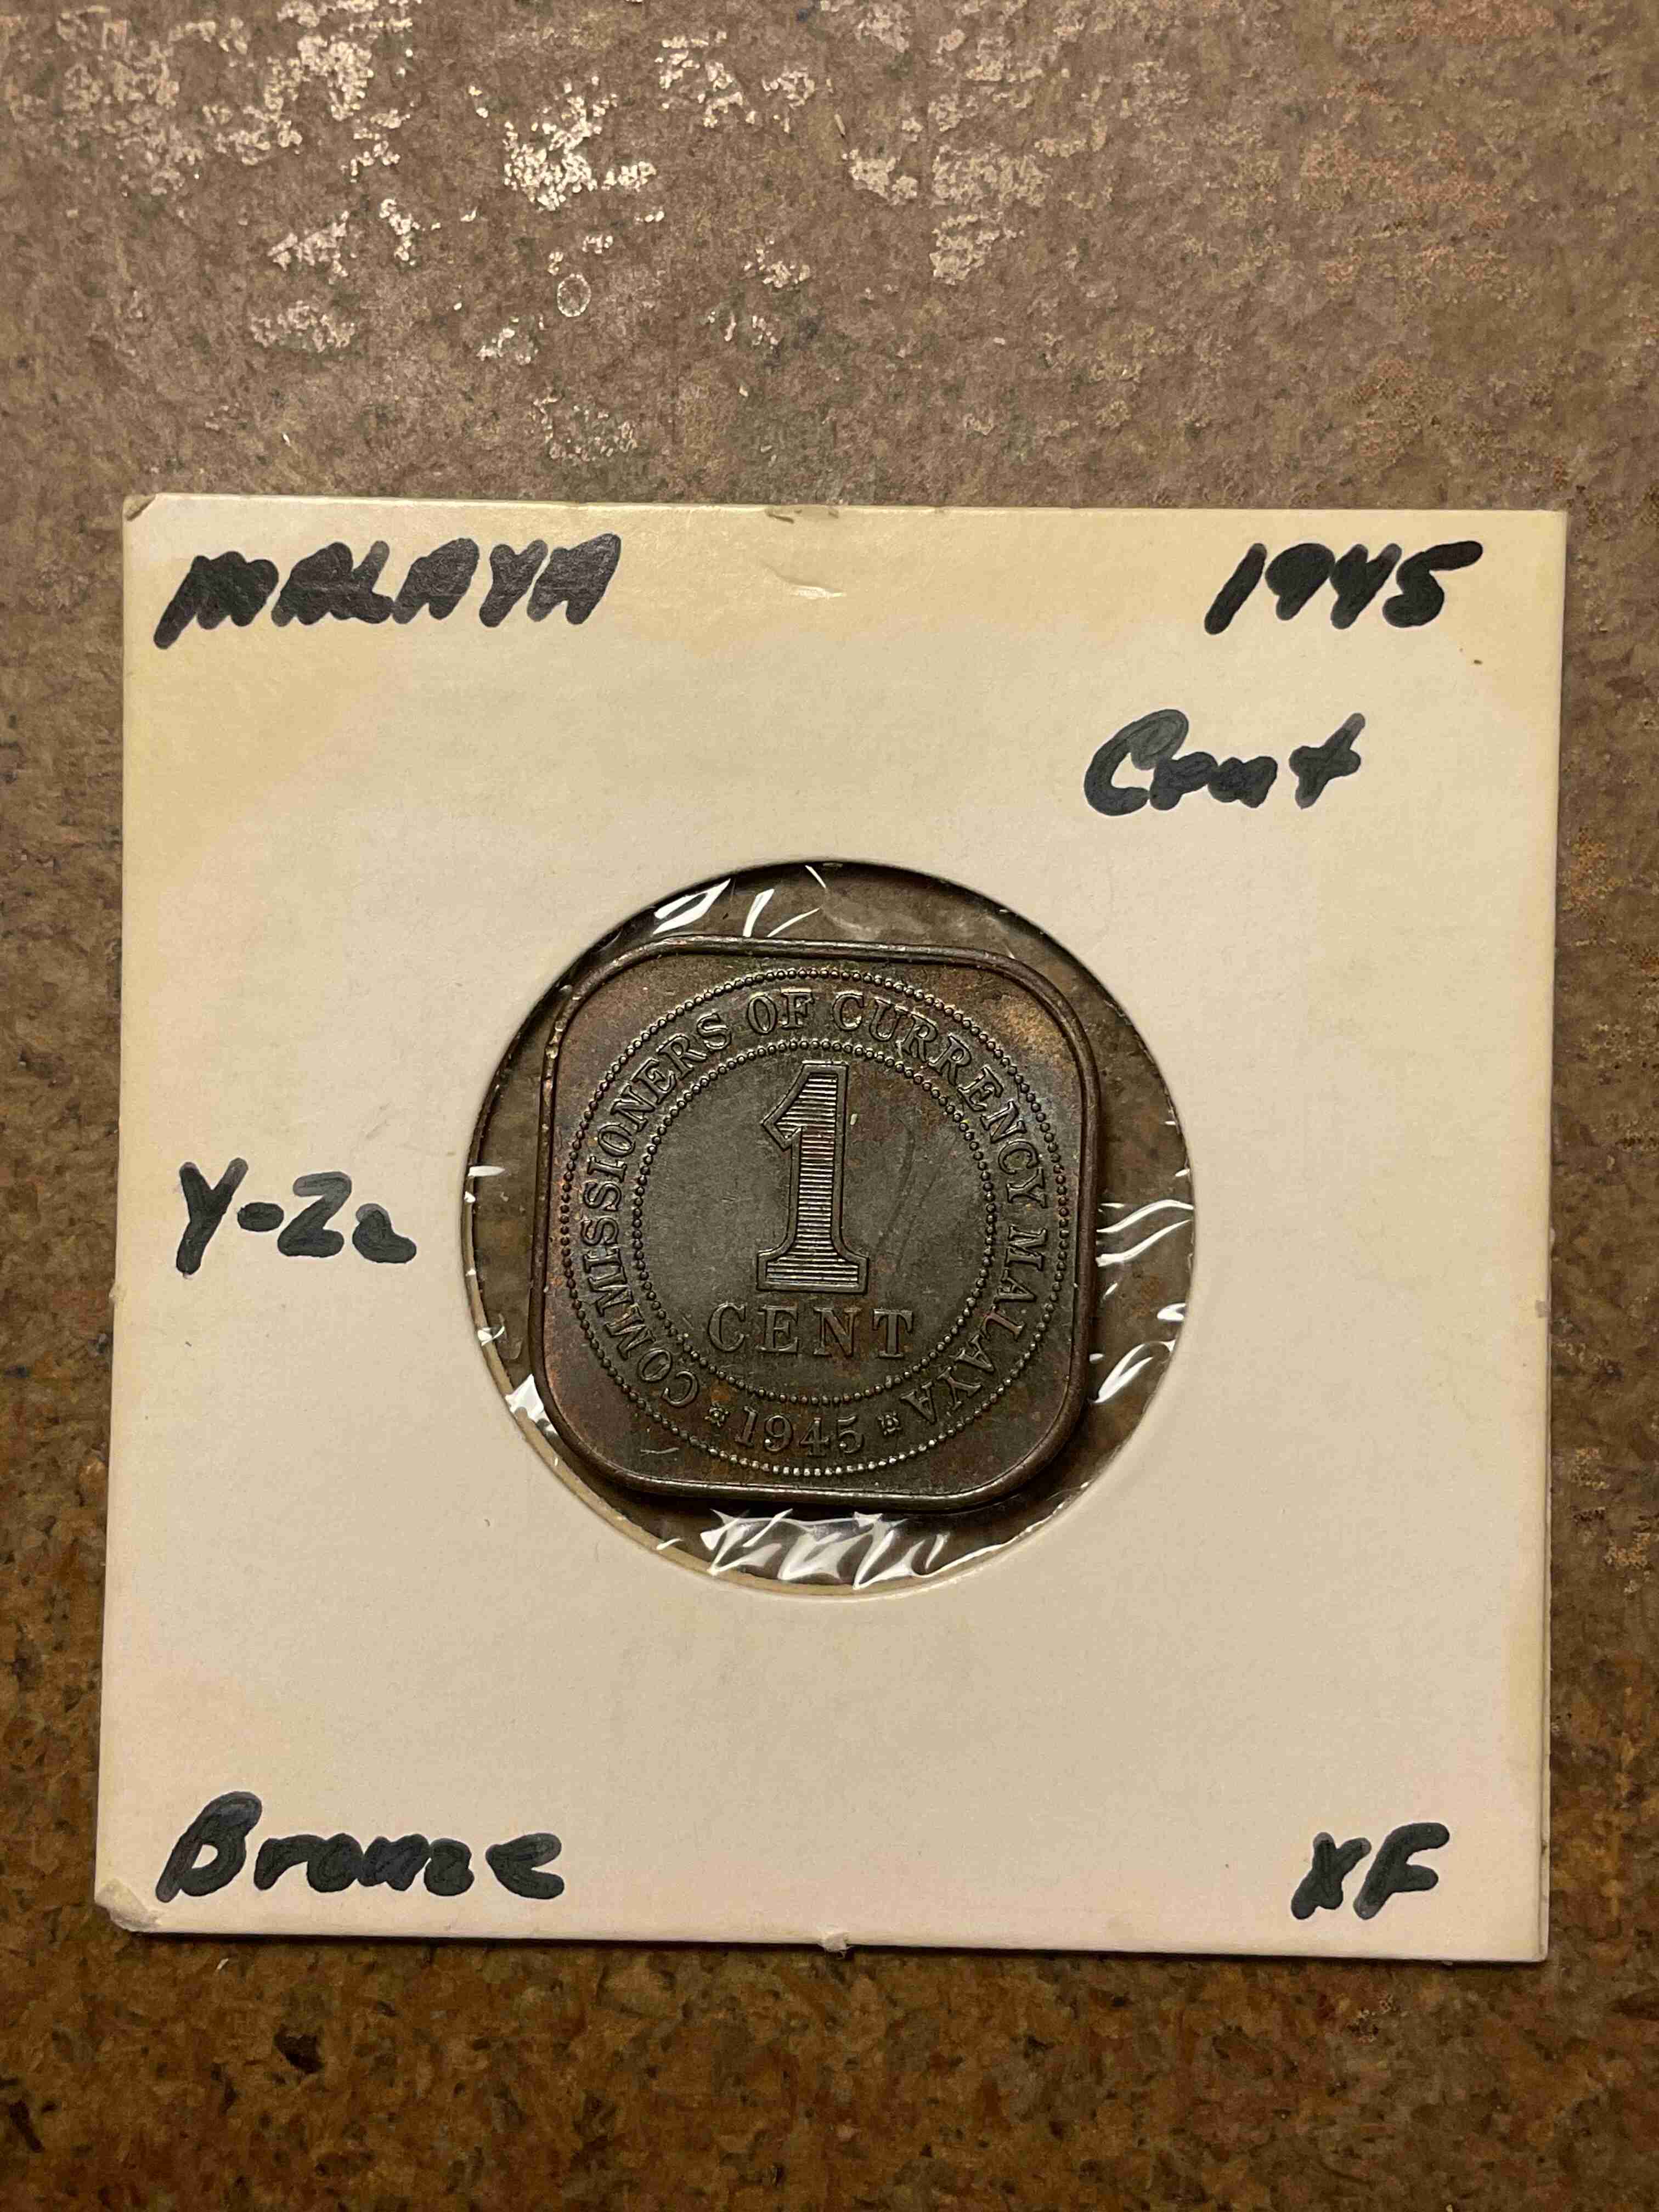 MALAYA 1945
Cent
COMMISSIONERS OF CURRENCY MALAYA
1
CENT
1945
Y-2a
Bronze XF